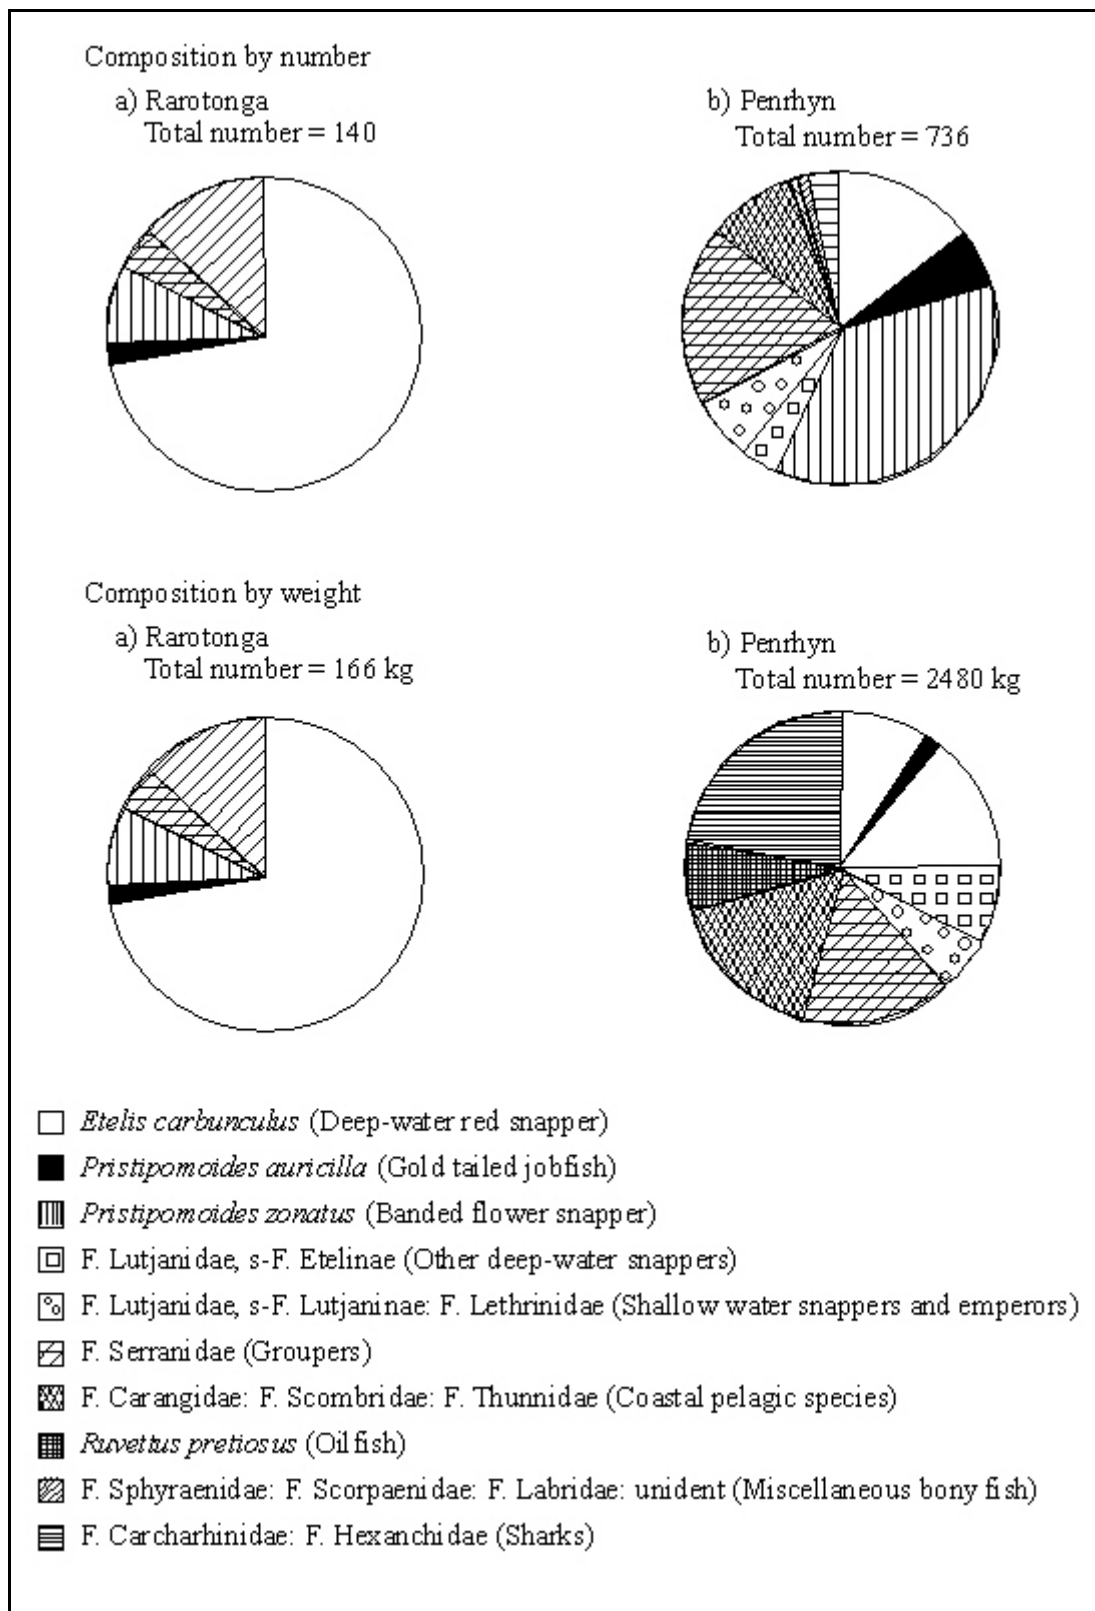 Composition by number
a) Rarotonga
Total number = 140
b) Penrhyn
Total number = 736
Composition by weight
a) Rarotonga
Total number = 166 kg
b) Penrhyn
Total number = 2480 kg
Etelis carbunculus (Deep-water red snapper)
Pristipomoides auricilla (Gold tailed jobfish)
Pristipomoides zonatus (Banded flower snapper)
F. Lutjanidae, s-F. Etelinae (Other deep-water snappers)
F. Lutjanidae, s-F. Lutjaninae: F. Lethrinidae (Shallow water snappers and emperors)
F. Serranidae (Groupers)
F. Carangidae: F. Scombridae: F. Thunnidae (Coastal pelagic species)
Ruvettus pretiosus (Oilfish)
F. Sphyraenidae: F. Scorpaenidae: F. Labridae: unident (Miscellaneous bony fish)
F. Carcharhinidae: F. Hexanchidae (Sharks)